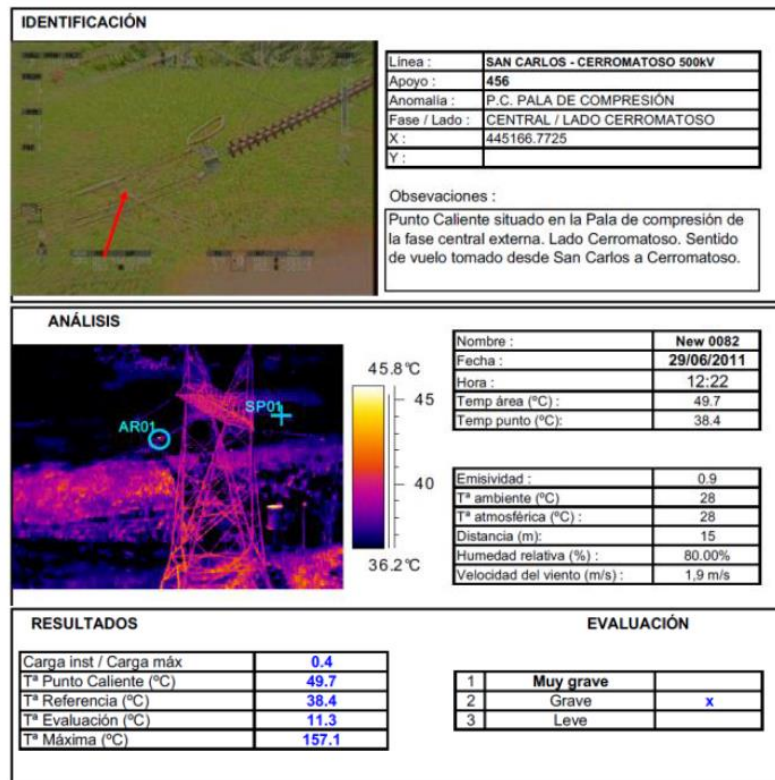 IDENTIFICACIÓN
Línea : SAN CARLOS - CERROMATOSO 500kV
Apoyo : 456
Anomalia : P.C. PALA DE COMPRESIÓN
Fase / Lado : CENTRAL / LADO CERROMATOSO
X : 445166.7725
Y :
Obsevaciones :
Punto Caliente situado en la Pala de compresión de
la fase central externa. Lado Cerromatoso. Sentido
de vuelo tomado desde San Carlos a Cerromatoso.
ANÁLISIS
45.8°C
45
40
36.2°C
AR01
SP01
Nombre : New 0082
Fecha : 29/06/2011
Hora : 12:22
Temp área (ºC) : 49.7
Temp punto (ºC): 38.4
Emisividad : 0.9
Tª ambiente (ºC) 28
Tª atmosférica (ºC) : 28
Distancia (m): 15
Humedad relativa (%) : 80.00%
Velocidad del viento (m/s) : 1,9 m/s
RESULTADOS
Carga inst / Carga máx 0.4
Tª Punto Caliente (ºC) 49.7
Tª Referencia (ºC) 38.4
Tª Evaluación (ºC) 11.3
Tª Máxima (ºC) 157.1
EVALUACIÓN
1 Muy grave
2 Grave x
3 Leve